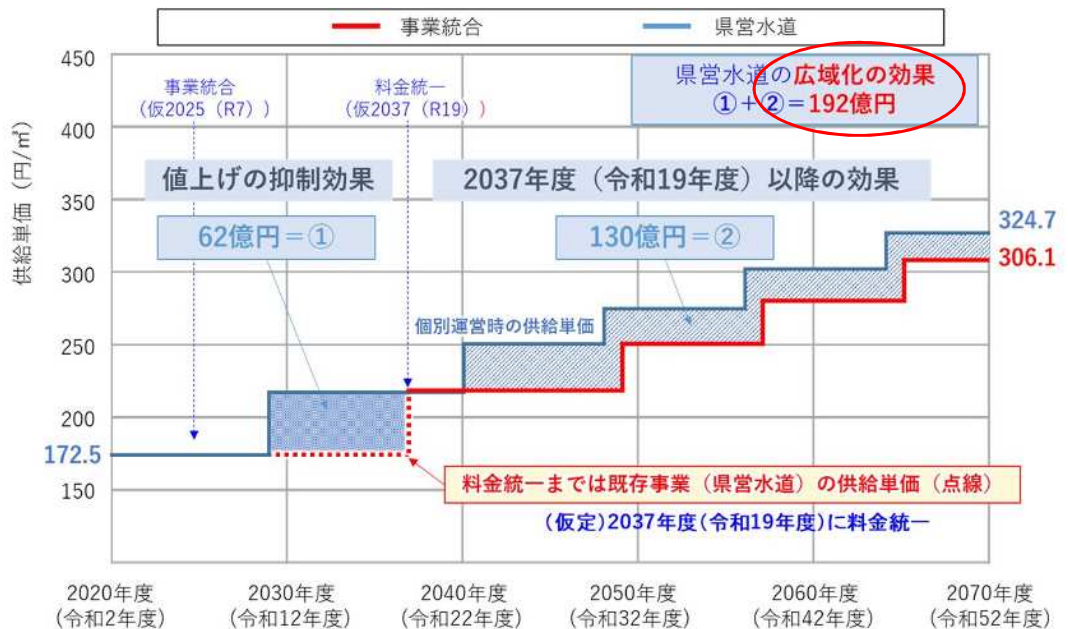 事業統合
県営水道
450
400
350
300
250
200
150
供給単価（円/㎥）
172.5
事業統合
（仮2025（R7））
料金統一
（仮2037（R19））
県営水道の広域化の効果
①＋②＝192億円
値上げの抑制効果
2037年度（令和19年度）以降の効果
62億円＝①
130億円＝②
324.7
306.1
個別運営時の供給単価
料金統一までは既存事業（県営水道）の供給単価（点線）
(仮定)2037年度(令和19年度)に料金統一
2020年度
(令和2年度)
2030年度
(令和12年度)
2040年度
(令和22年度)
2050年度
(令和32年度)
2060年度
(令和42年度)
2070年度
(令和52年度)